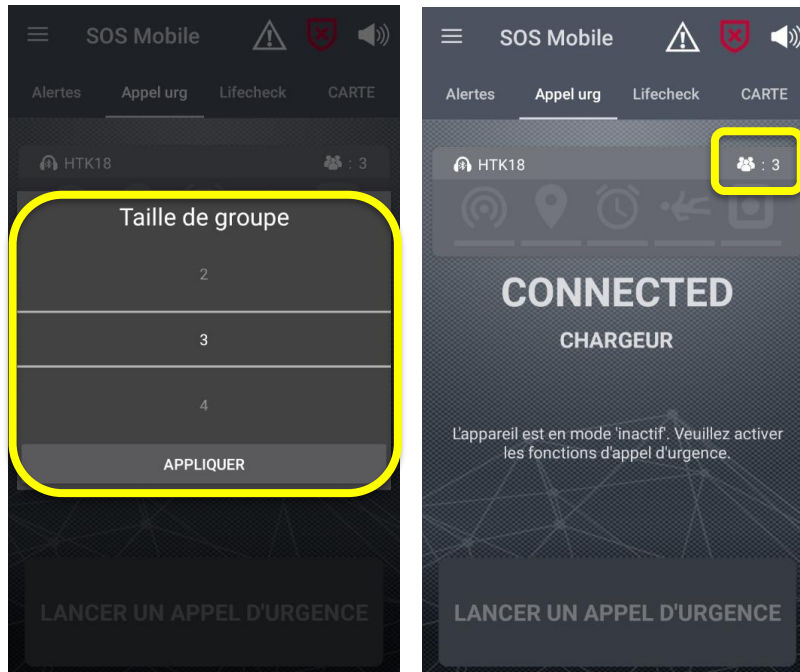 SOS Mobile
Alertes Appel urg Lifecheck CARTE
HTK18 : 3
Taille de groupe
2
3
4
APPLIQUER
LANCER UN APPEL D'URGENCE
SOS Mobile
Alertes Appel urg Lifecheck CARTE
HTK18 : 3
CONNECTED
CHARGEUR
L'appareil est en mode 'inactif'. Veuillez activer
les fonctions d'appel d'urgence.
LANCER UN APPEL D'URGENCE